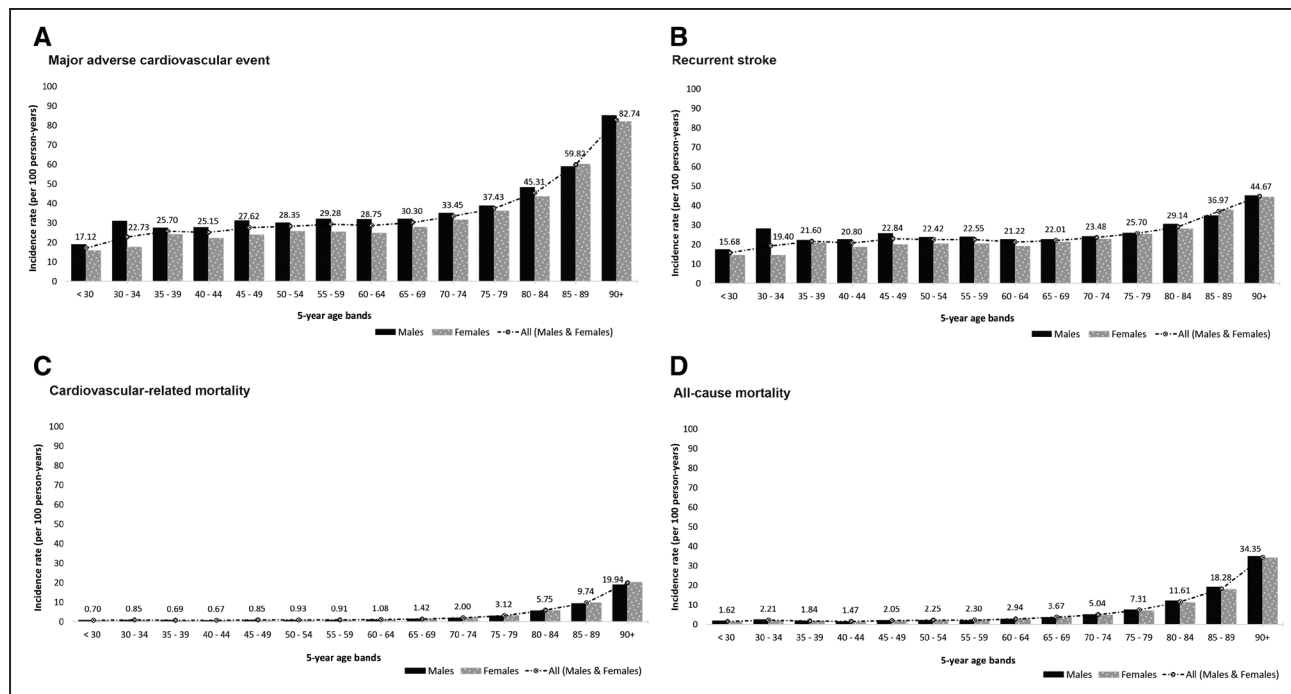 A
Major adverse cardiovascular event
Incidence rate (per 100 person-years)
100
90
80
70
60
50
40
30
20
10
0
17.12 22.73 25.70 25.15 27.62 28.35 29.28 28.75 30.30 33.45 37.43 45.31 59.82 82.74
< 30 30 - 34 35 - 39 40 - 44 45 - 49 50 - 54 55 - 59 60 - 64 65 - 69 70 - 74 75 - 79 80 - 84 85 - 89 90+
5-year age bands
Males Females All (Males & Females)
B
Recurrent stroke
Incidence rate (per 100 person-years)
100
90
80
70
60
50
40
30
20
10
0
15.68 19.40 21.60 20.80 22.84 22.42 22.55 21.22 22.01 23.48 25.70 29.14 36.97 44.67
< 30 30 - 34 35 - 39 40 - 44 45 - 49 50 - 54 55 - 59 60 - 64 65 - 69 70 - 74 75 - 79 80 - 84 85 - 89 90+
5-year age bands
Males Females All (Males & Females)
C
Cardiovascular-related mortality
Incidence rate (per 100 person-years)
100
90
80
70
60
50
40
30
20
10
0
0.70 0.85 0.69 0.67 0.85 0.93 0.91 1.08 1.42 2.00 3.12 5.75 9.74 19.94
< 30 30 - 34 35 - 39 40 - 44 45 - 49 50 - 54 55 - 59 60 - 64 65 - 69 70 - 74 75 - 79 80 - 84 85 - 89 90+
5-year age bands
Males Females All (Males & Females)
D
All-cause mortality
Incidence rate (per 100 person-years)
100
90
80
70
60
50
40
30
20
10
0
1.62 2.21 1.84 1.47 2.05 2.25 2.30 2.94 3.67 5.04 7.31 11.61 18.28 34.35
< 30 30 - 34 35 - 39 40 - 44 45 - 49 50 - 54 55 - 59 60 - 64 65 - 69 70 - 74 75 - 79 80 - 84 85 - 89 90+
5-year age bands
Males Females All (Males & Females)